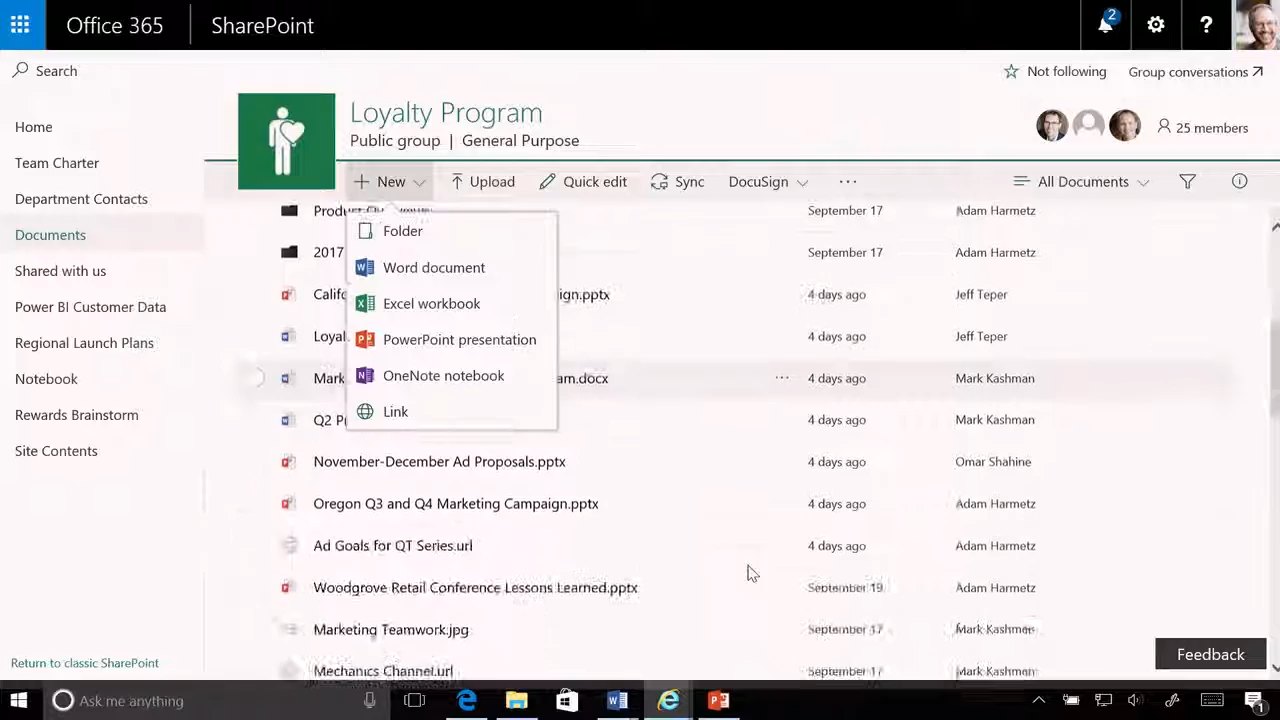 Office 365 SharePoint 2 ?
Search Not following Group conversations
Loyalty Program
Public group | General Purpose 25 members
New Upload Quick edit Sync DocuSign ... All Documents
Home
Team Charter
Department Contacts
Documents
Shared with us
Power BI Customer Data
Regional Launch Plans
Notebook
Rewards Brainstorm
Site Contents
Return to classic SharePoint
Folder
Word document
Excel workbook
PowerPoint presentation
OneNote notebook
Link
September 17 Adam Harmetz
2017 September 17 Adam Harmetz
Califo ign.pptx 4 days ago Jeff Teper
Loyal 4 days ago Jeff Teper
Mark am.docx ... 4 days ago Mark Kashman
Q2 P 4 days ago Mark Kashman
November-December Ad Proposals.pptx 4 days ago Omar Shahine
Oregon Q3 and Q4 Marketing Campaign.pptx 4 days ago Adam Harmetz
Ad Goals for QT Series.url 4 days ago Adam Harmetz
Woodgrove Retail Conference Lessons Learned.pptx September 19 Adam Harmetz
Marketing Teamwork.jpg September 17 Mark Kashman
Mechanics Channel.url September 17 Mark Kashman
Feedback
Ask me anything 1